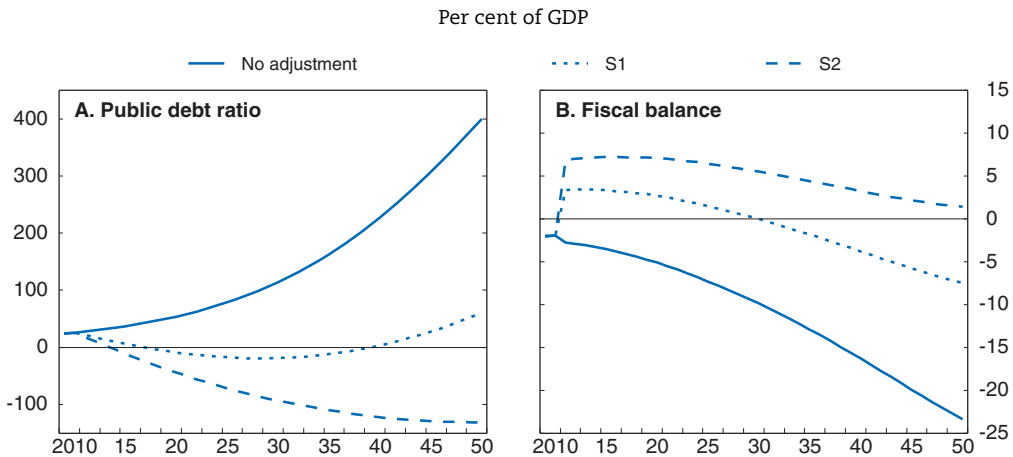 Per cent of GDP
No adjustment S1 S2
A. Public debt ratio
400
300
200
100
0
-100
2010 15 20 25 30 35 40 45 50
B. Fiscal balance
15
10
5
0
-5
-10
-15
-20
-25
2010 15 20 25 30 35 40 45 50